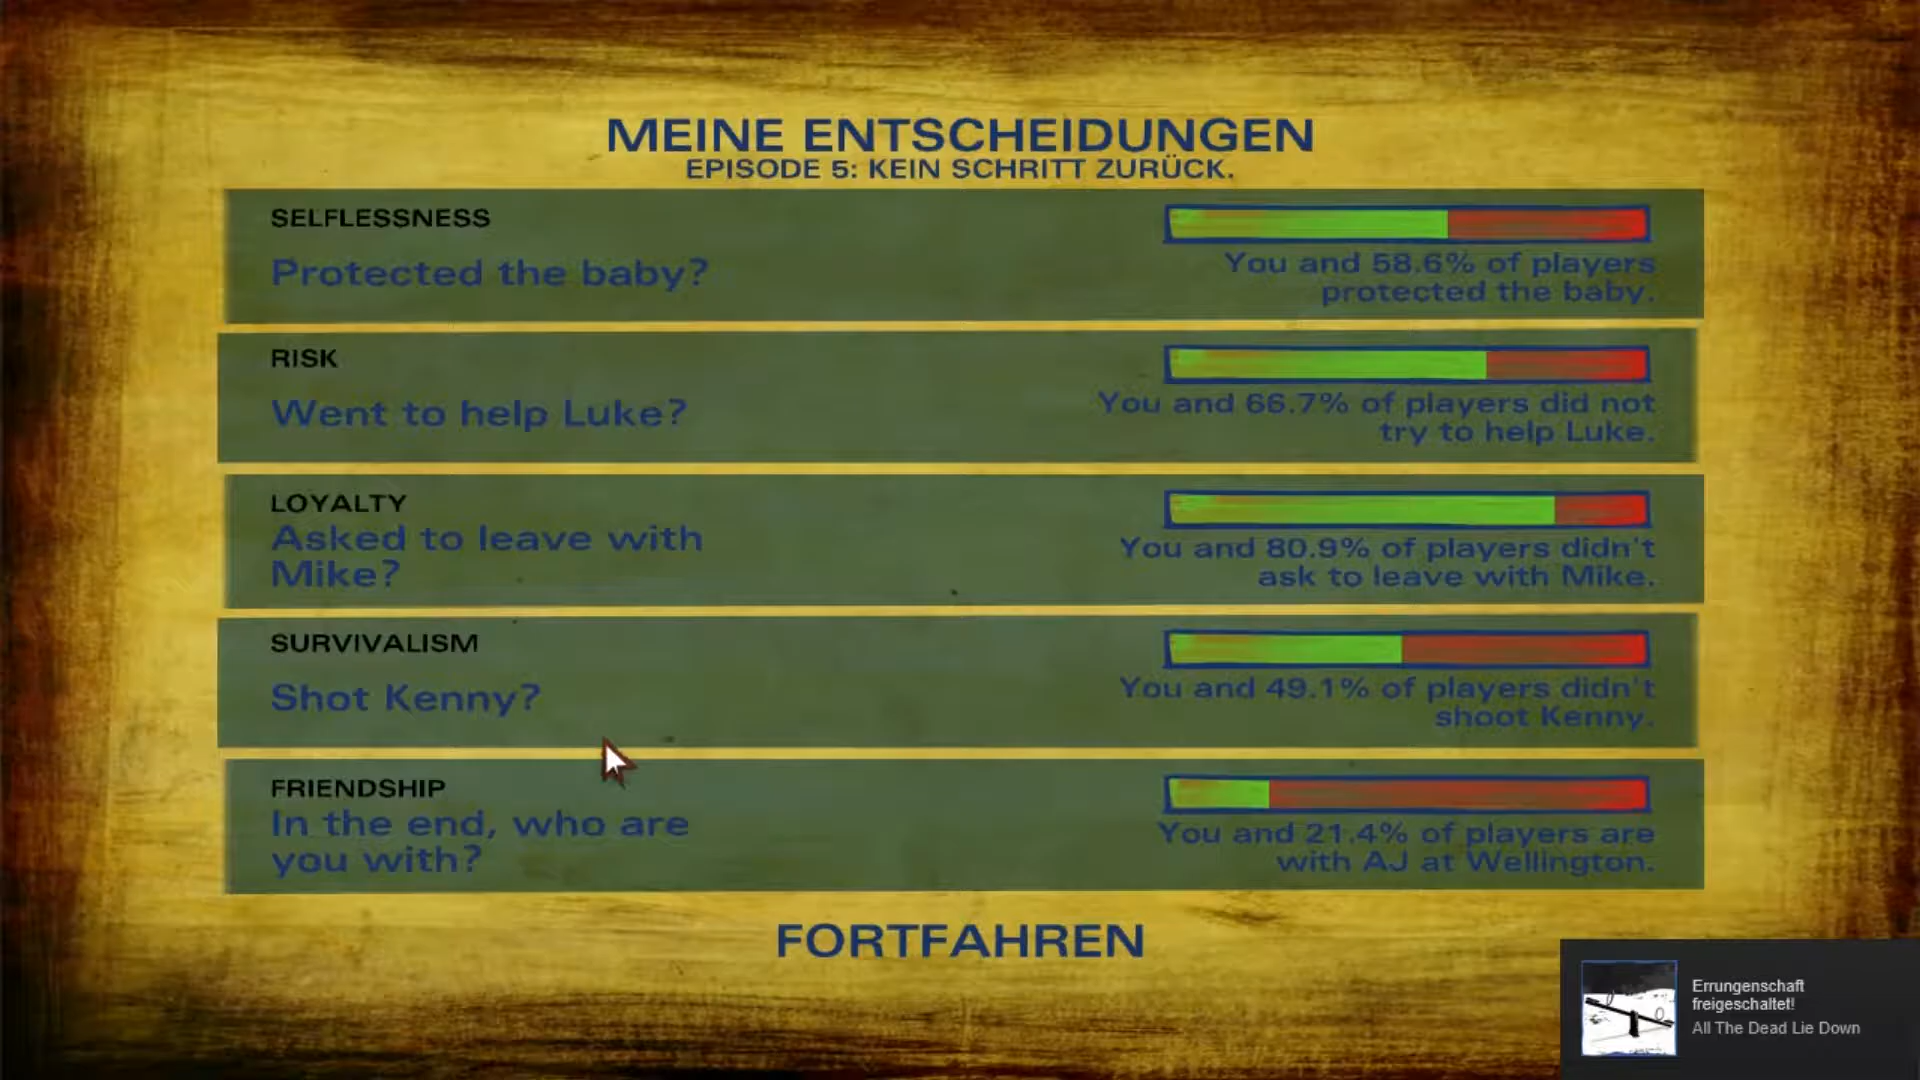 MEINE ENTSCHEIDUNGEN
EPISODE 5: KEIN SCHRITT ZURÜCK.
SELFLESSNESS
Protected the baby?
You and 58.6% of players
protected the baby.
RISK
Went to help Luke?
You and 66.7% of players did not
try to help Luke.
LOYALTY
Asked to leave with
Mike?
You and 80.9% of players didn't
ask to leave with Mike.
SURVIVALISM
Shot Kenny?
You and 49.1% of players didn't
shoot Kenny.
FRIENDSHIP
In the end, who are
you with?
You and 21.4% of players are
with AJ at Wellington.
FORTFAHREN
Errungenschaft
freigeschaltet!
All The Dead Lie Down